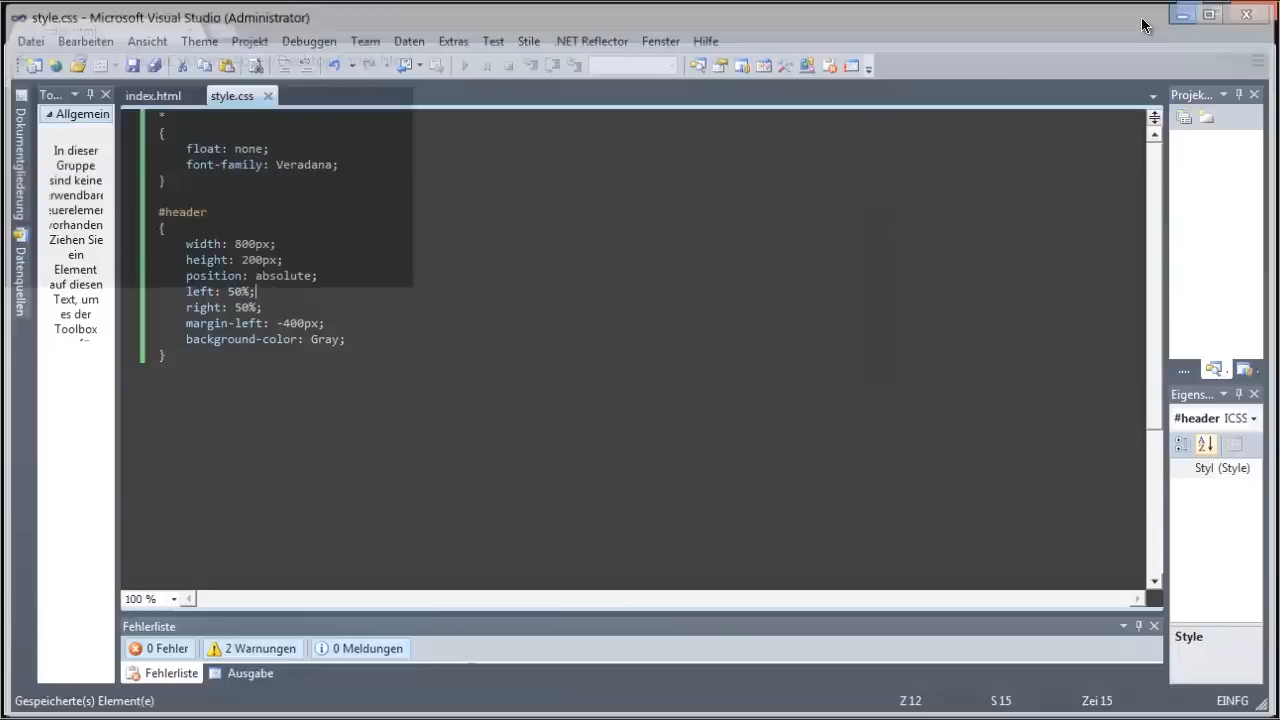 style.css - Microsoft Visual Studio (Administrator)
Datei Bearbeiten Ansicht Theme Projekt Debuggen Team Daten Extras Test Stile .NET Reflector Fenster Hilfe
To...
index.html
style.css
Projek...
Dokumentgliederung
Datenquellen
Allgemein
In dieser
Gruppe
sind keine
rwendbare
euerelemer
vorhanden
Ziehen Sie
ein
Element
auf diesen
Text, um
es der
Toolbox
*
{
float: none;
font-family: Veradana;
}
#header
{
width: 800px;
height: 200px;
position: absolute;
left: 50%;
right: 50%;
margin-left: -400px;
background-color: Gray;
}
....
Eigens...
#header ICSS
Styl (Style)
Style
100 %
Fehlerliste
0 Fehler
2 Warnungen
0 Meldungen
Fehlerliste
Ausgabe
Gespeicherte(s) Element(e)
Z 12
S 15
Zei 15
EINFG